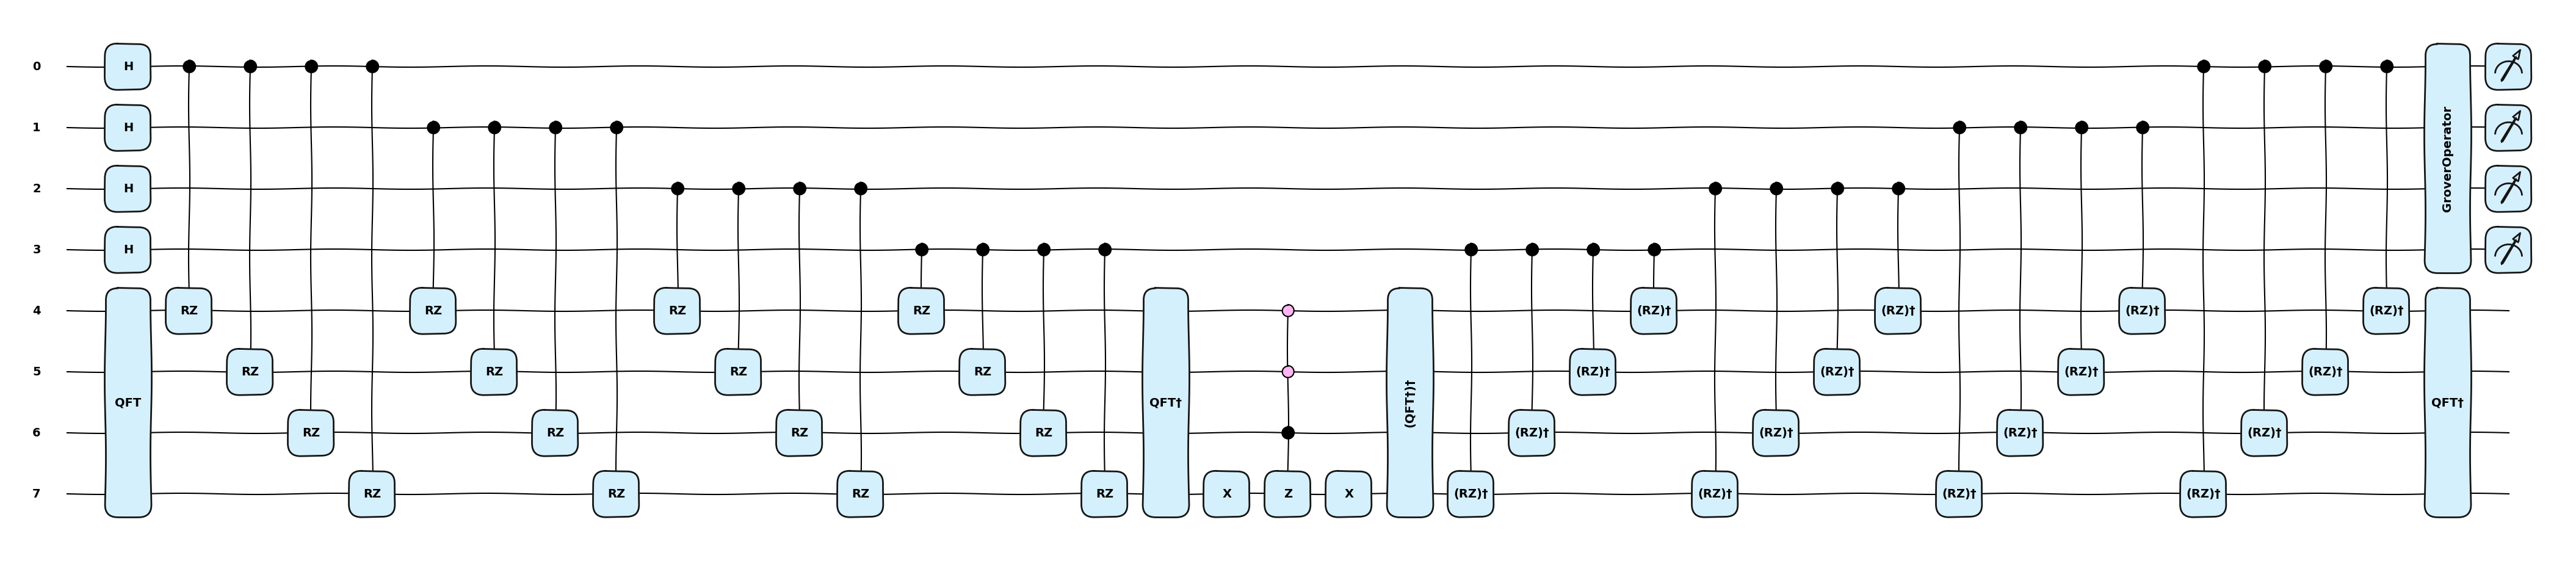 0 H GroverOperator
1 H
2 H
3 H
4 RZ RZ RZ RZ (RZ)† (RZ)† (RZ)† (RZ)†
5 RZ RZ RZ RZ (RZ)† (RZ)† (RZ)† (RZ)†
QFT QFT† (QFT†)† QFT†
6 RZ RZ RZ RZ (RZ)† (RZ)† (RZ)† (RZ)†
7 RZ RZ RZ RZ X Z X (RZ)† (RZ)† (RZ)† (RZ)†